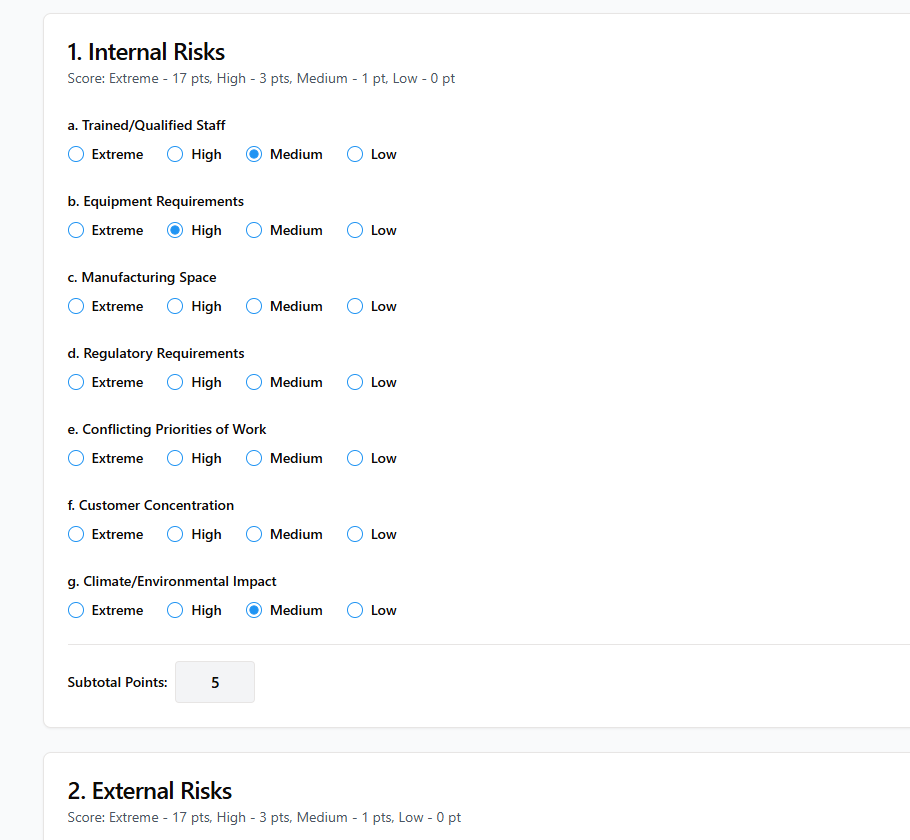 1. Internal Risks
Score: Extreme - 17 pts, High - 3 pts, Medium - 1 pt, Low - 0 pt
a. Trained/Qualified Staff
Extreme High Medium Low
b. Equipment Requirements
Extreme High Medium Low
c. Manufacturing Space
Extreme High Medium Low
d. Regulatory Requirements
Extreme High Medium Low
e. Conflicting Priorities of Work
Extreme High Medium Low
f. Customer Concentration
Extreme High Medium Low
g. Climate/Environmental Impact
Extreme High Medium Low
Subtotal Points: 5
2. External Risks
Score: Extreme - 17 pts, High - 3 pts, Medium - 1 pts, Low - 0 pt